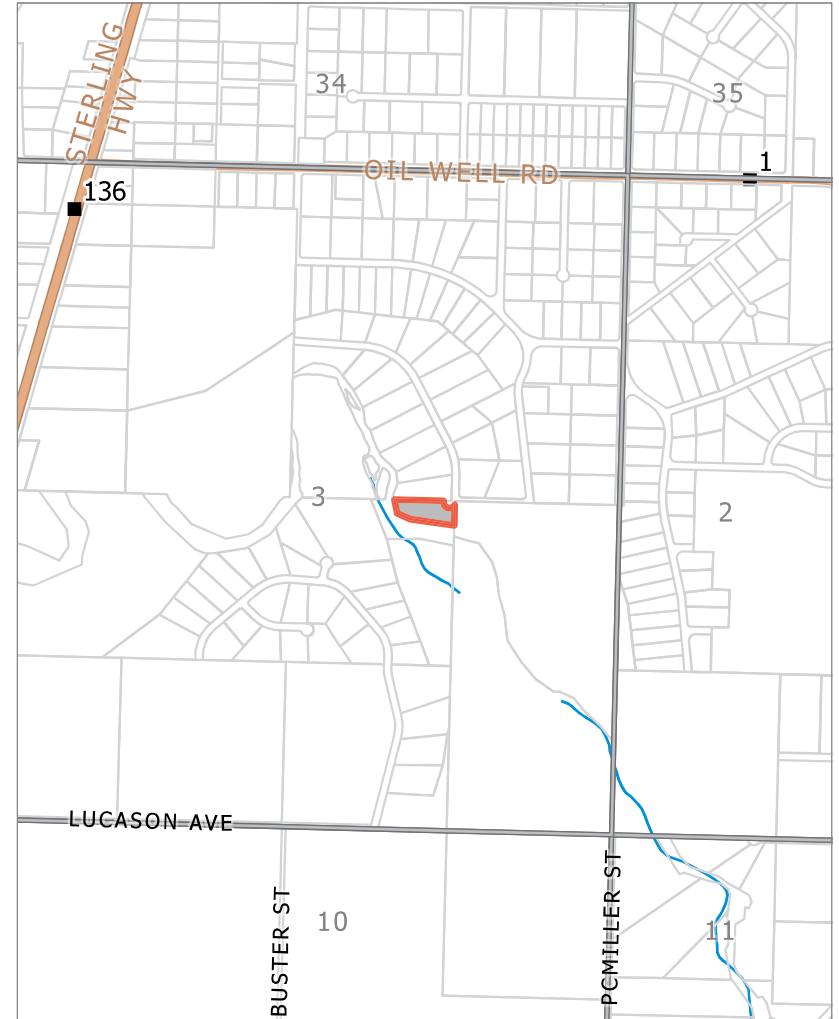 STERLING
HWY
34
35
OIL WELL RD
1
136
3
2
LUCASON AVE
BUSTER ST
10
PCMILLER ST
11